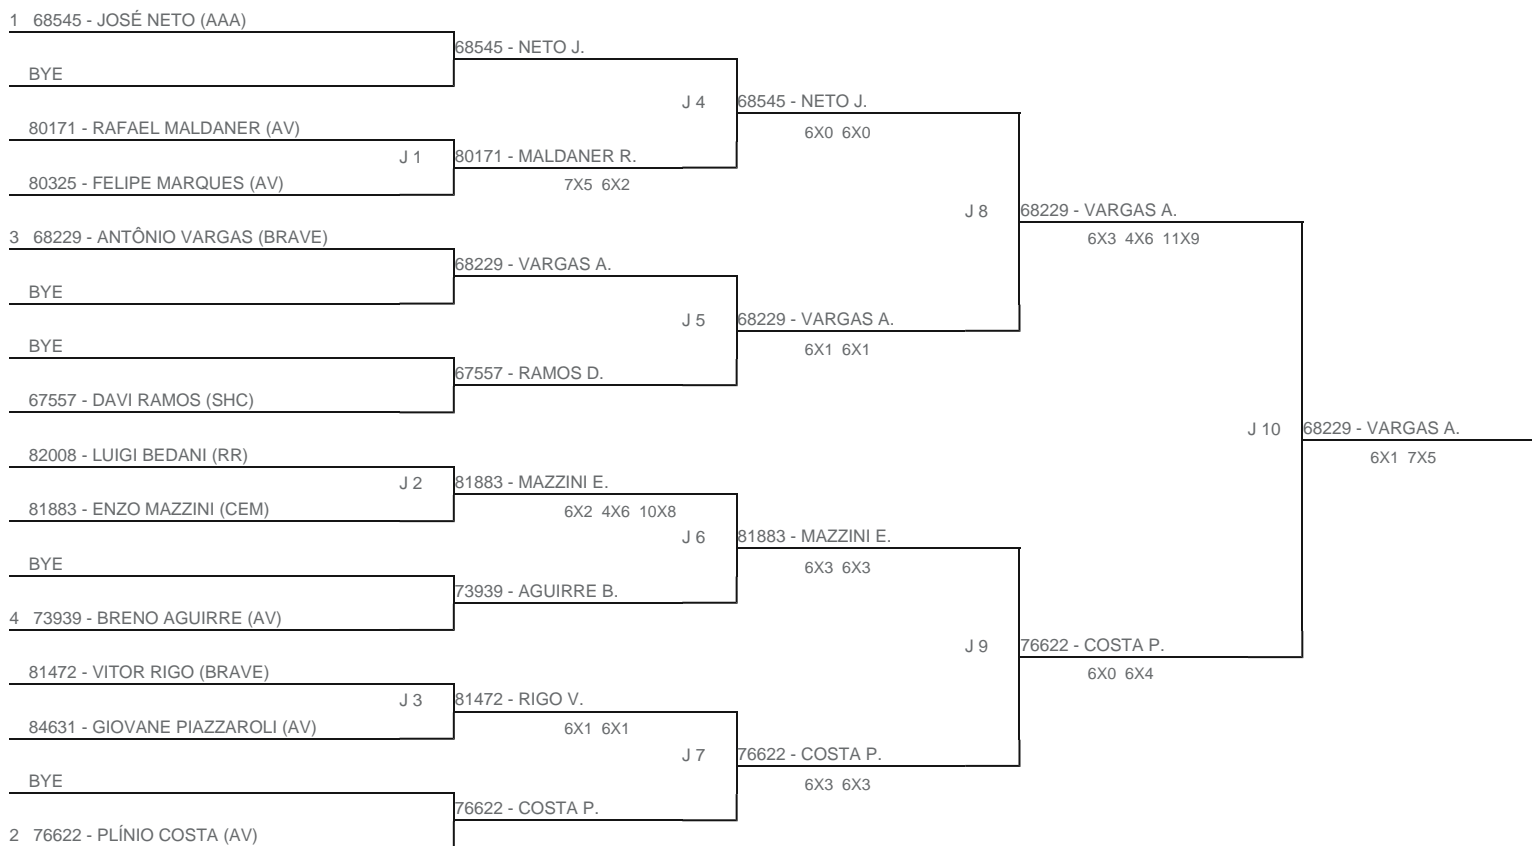 1 68545 - JOSÉ NETO (AAA)
68545 - NETO J.
BYE
J 4
68545 - NETO J.
6X0 6X0
80171 - RAFAEL MALDANER (AV)
J 1
80171 - MALDANER R.
7X5 6X2
80325 - FELIPE MARQUES (AV)
J 8
68229 - VARGAS A.
6X3 4X6 11X9
3 68229 - ANTÔNIO VARGAS (BRAVE)
68229 - VARGAS A.
BYE
J 5
68229 - VARGAS A.
6X1 6X1
BYE
67557 - RAMOS D.
67557 - DAVI RAMOS (SHC)
J 10
68229 - VARGAS A.
6X1 7X5
82008 - LUIGI BEDANI (RR)
J 2
81883 - MAZZINI E.
6X2 4X6 10X8
81883 - ENZO MAZZINI (CEM)
J 6
81883 - MAZZINI E.
6X3 6X3
BYE
73939 - AGUIRRE B.
4 73939 - BRENO AGUIRRE (AV)
J 9
76622 - COSTA P.
6X0 6X4
81472 - VITOR RIGO (BRAVE)
J 3
81472 - RIGO V.
6X1 6X1
84631 - GIOVANE PIAZZAROLI (AV)
J 7
76622 - COSTA P.
6X3 6X3
BYE
76622 - COSTA P.
2 76622 - PLÍNIO COSTA (AV)